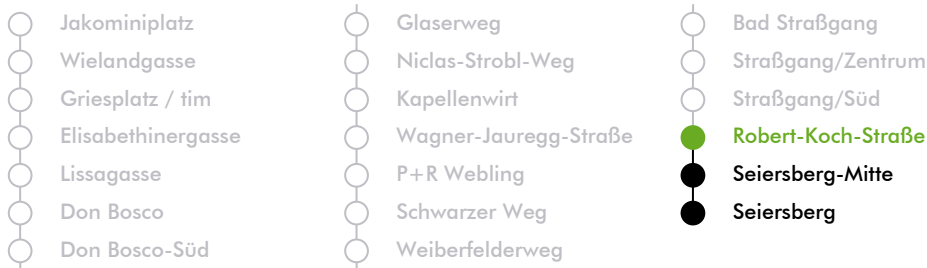 Jakominiplatz
Wielandgasse
Griesplatz / tim
Elisabethinergasse
Lissagasse
Don Bosco
Don Bosco-Süd
Glaserweg
Niclas-Strobl-Weg
Kapellenwirt
Wagner-Jauregg-Straße
P+R Webling
Schwarzer Weg
Weiberfelderweg
Bad Straßgang
Straßgang/Zentrum
Straßgang/Süd
Robert-Koch-Straße
Seiersberg-Mitte
Seiersberg